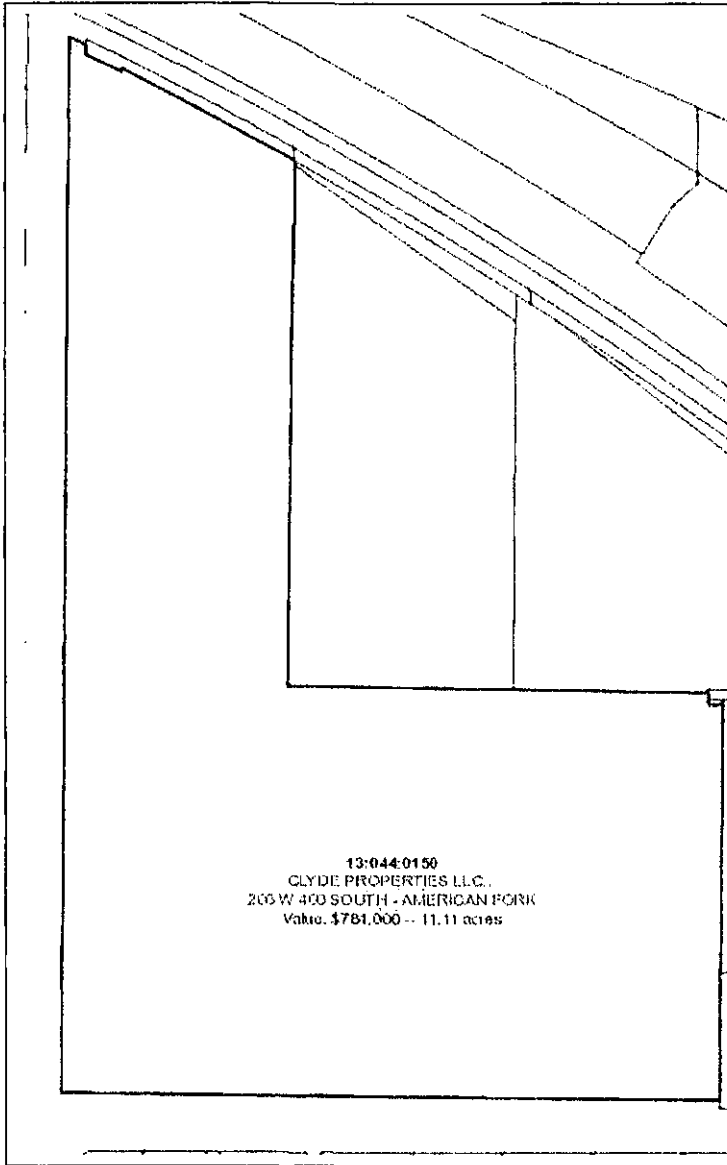 13:044:0150
CLYDE PROPERTIES LLC..
200 W 400 SOUTH - AMERICAN FORK
Value: $781,000 -- 11.11 acres